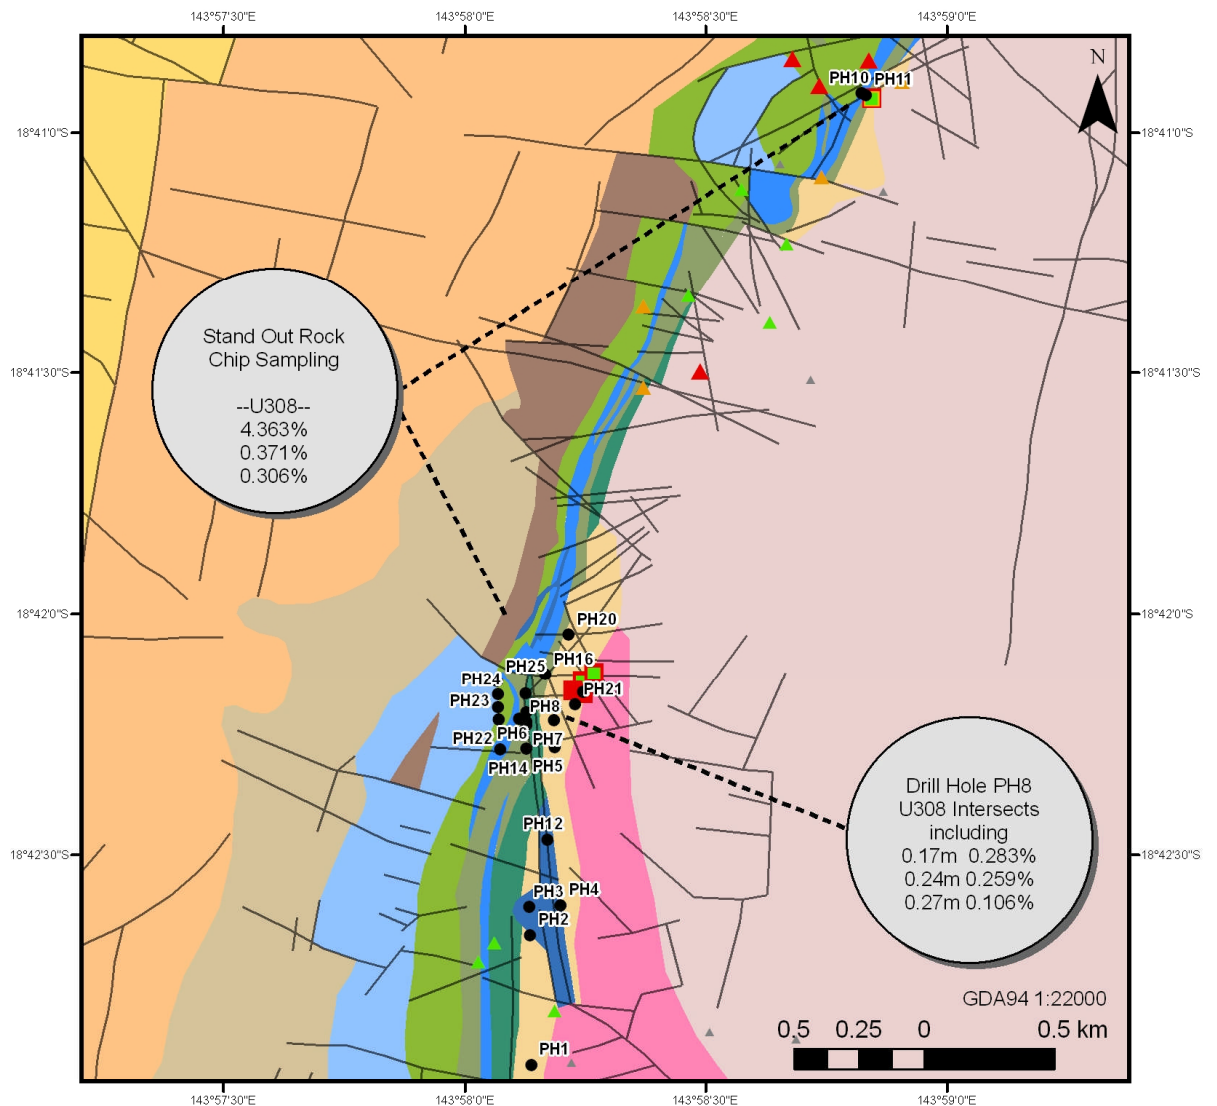 143°57'30"E 143°58'0"E 143°58'30"E 143°59'0"E
N
PH10 PH11
18°41'0"S 18°41'0"S
Stand Out Rock
Chip Sampling
--U308--
4.363%
0.371%
0.306%
18°41'30"S 18°41'30"S
18°42'0"S 18°42'0"S
PH20
PH16
PH25
PH24
PH21
PH23
PH8
PH6
PH22
PH7
PH14
PH5
Drill Hole PH8
U308 Intersects
including
0.17m 0.283%
0.24m 0.259%
0.27m 0.106%
PH12
18°42'30"S 18°42'30"S
PH3
PH4
PH2
GDA94 1:22000
0.5 0.25 0 0.5 km
PH1
143°57'30"E 143°58'0"E 143°58'30"E 143°59'0"E